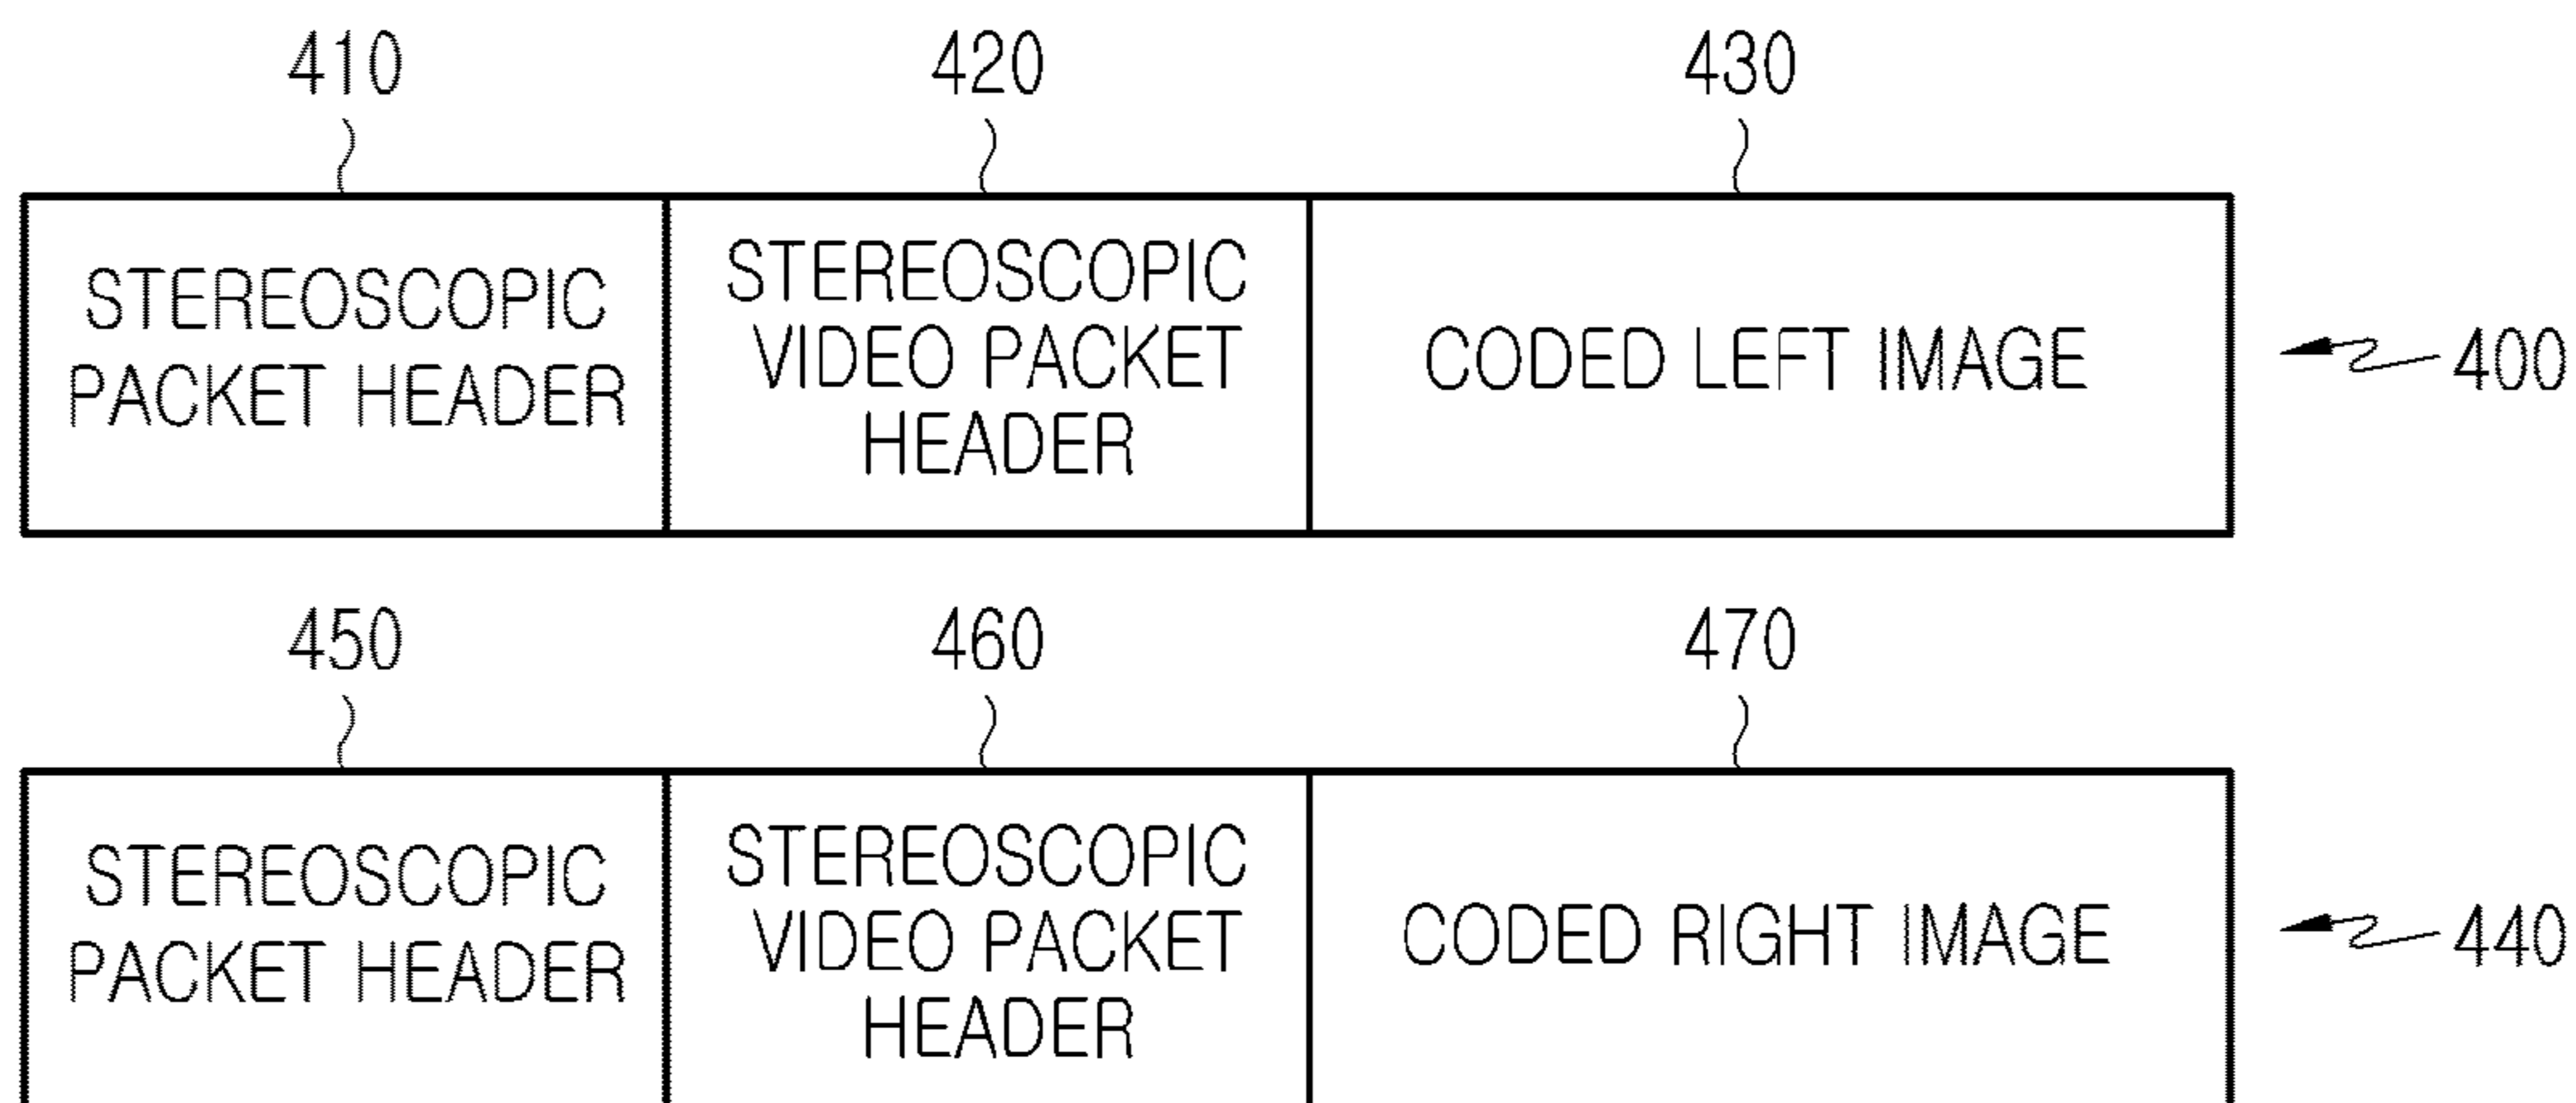 410 420 430
STEREOSCOPIC
PACKET HEADER
STEREOSCOPIC
VIDEO PACKET
HEADER
CODED LEFT IMAGE
400
450 460 470
STEREOSCOPIC
PACKET HEADER
STEREOSCOPIC
VIDEO PACKET
HEADER
CODED RIGHT IMAGE
440